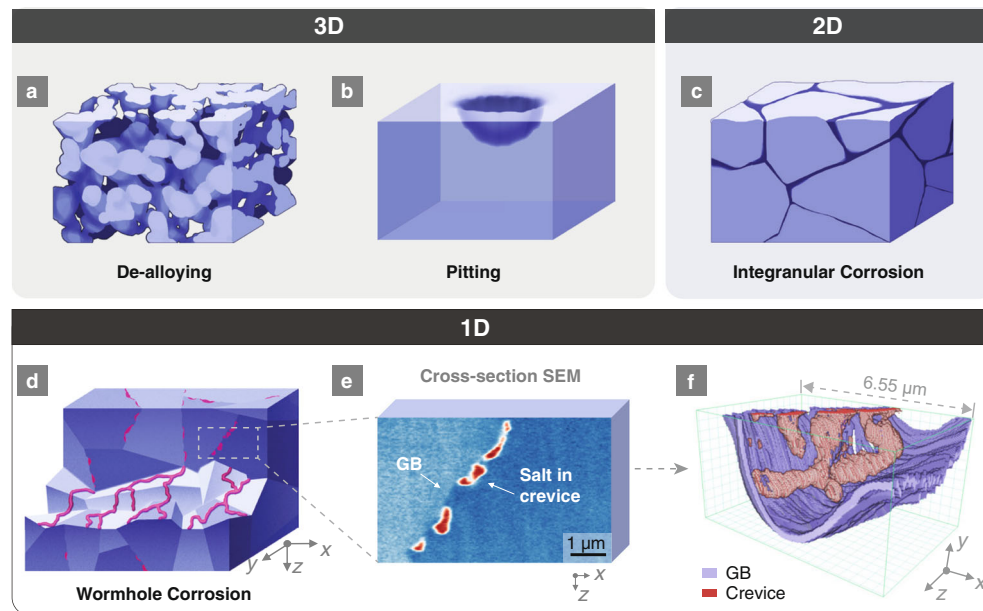 3D
2D
a
b
c
De-alloying
Pitting
Integranular Corrosion
1D
d
e
f
Cross-section SEM
6.55 µm
GB
Salt in
crevice
1 µm
x
y
z
x
z
y
x
z
GB
Crevice
Wormhole Corrosion